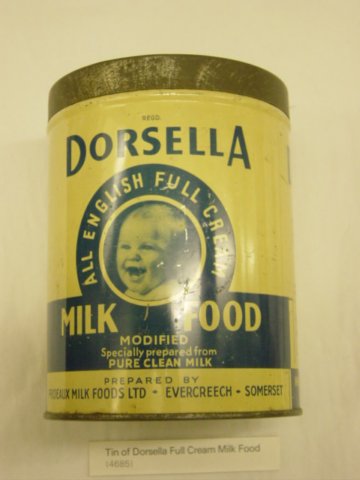 REGD.
DORSELLA
ALL ENGLISH FULL CREAM
MILK FOOD
MODIFIED
Specially prepared from
PURE CLEAN MILK
PREPARED BY
MILK FOODS LTD - EVERCREECH - SOMERSET
Tin of Dorsella Full Cream Milk Food
(4685)